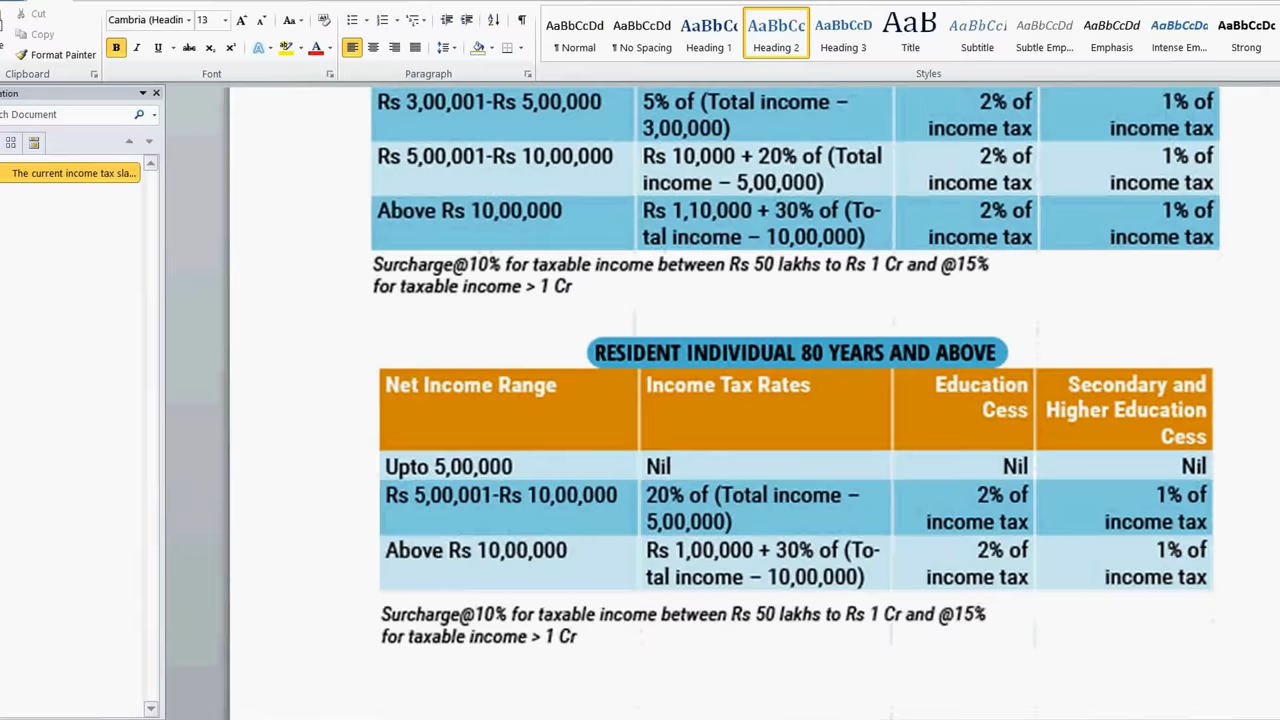 Cut
Copy
Format Painter
Clipboard
Cambria (Headin
13
Font
Paragraph
AaBbCcDd AaBbCcDd AaBbCc AaBbCc AaBbCcD AaB AaBbCcI AaBbCcDd AaBbCcDd AaBbCcDd AaBbCcDc
¶ Normal ¶ No Spacing Heading 1 Heading 2 Heading 3 Title Subtitle Subtle Emp... Emphasis Intense Em... Strong
Styles
ation
ch Document
The current income tax sla...
Rs 3,00,001-Rs 5,00,000 5% of (Total income – 2% of 1% of
3,00,000) income tax income tax
Rs 5,00,001-Rs 10,00,000 Rs 10,000 + 20% of (Total 2% of 1% of
income – 5,00,000) income tax income tax
Above Rs 10,00,000 Rs 1,10,000 + 30% of (To- 2% of 1% of
tal income – 10,00,000) income tax income tax
Surcharge@10% for taxable income between Rs 50 lakhs to Rs 1 Cr and @15%
for taxable income > 1 Cr
RESIDENT INDIVIDUAL 80 YEARS AND ABOVE
Net Income Range Income Tax Rates Education Secondary and
Cess Higher Education
Cess
Upto 5,00,000 Nil Nil Nil
Rs 5,00,001-Rs 10,00,000 20% of (Total income – 2% of 1% of
5,00,000) income tax income tax
Above Rs 10,00,000 Rs 1,00,000 + 30% of (To- 2% of 1% of
tal income – 10,00,000) income tax income tax
Surcharge@10% for taxable income between Rs 50 lakhs to Rs 1 Cr and @15%
for taxable income > 1 Cr